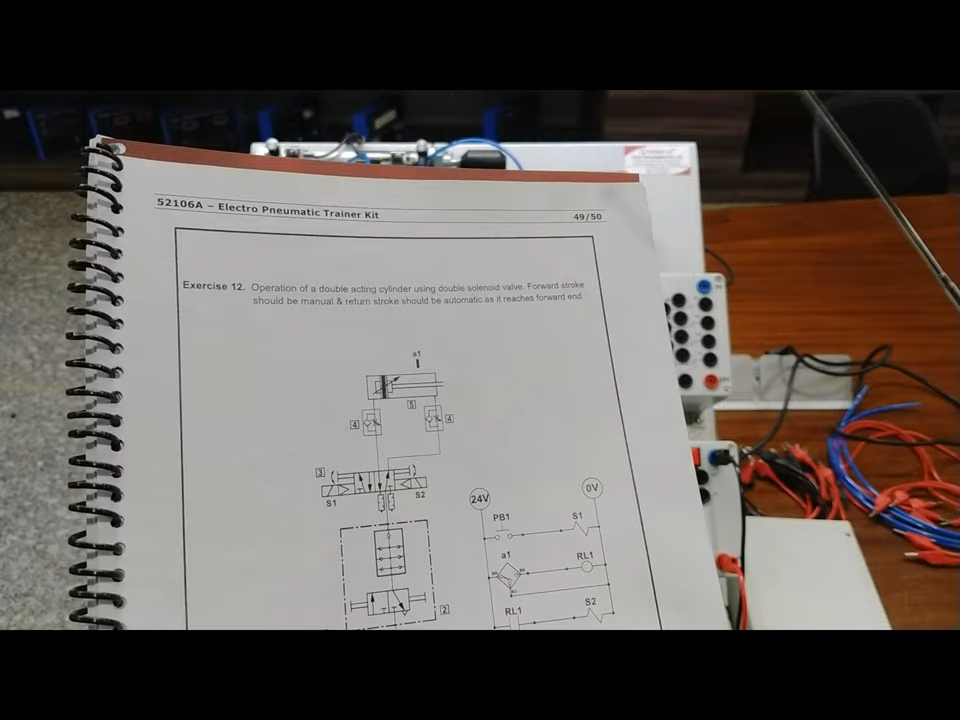 52106A – Electro Pneumatic Trainer Kit
49/50
Exercise 12. Operation of a double acting cylinder using double solenoid valve. Forward stroke
should be manual & return stroke should be automatic as it reaches forward end
a1
5
4
4
3
S1
S2
24V
0V
PB1
S1
a1
RL1
RL1
S2
2